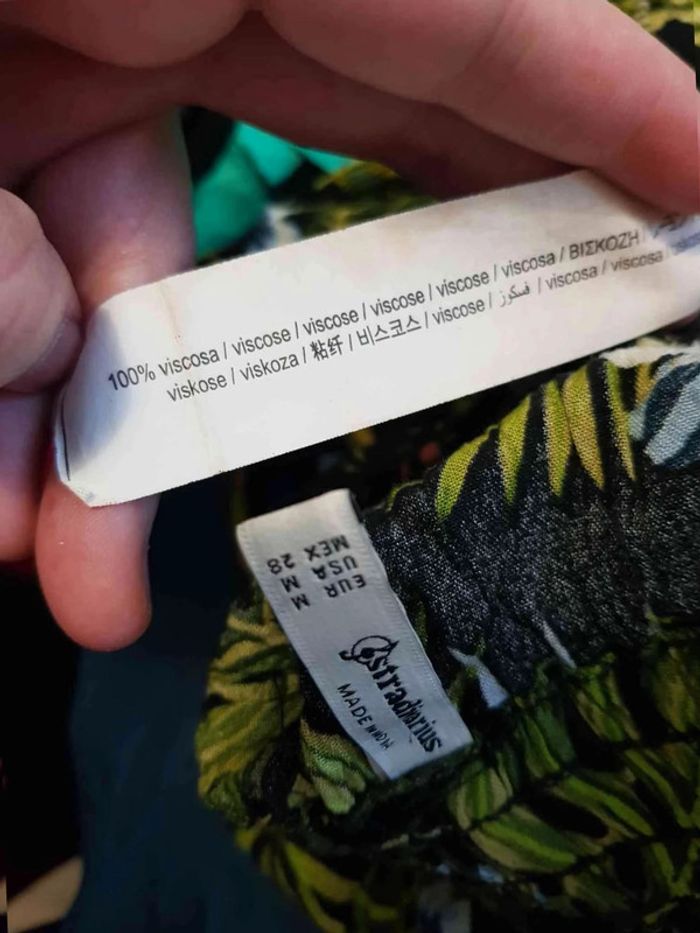 100% viscosa / viscose / viscose / viscose / viscose / viscosa / ΒΙΣΚΟΖΗ /
viskose / viskoza / 粘纤 / 비스코스 / viscose / فسكوز / viscosa / viscosa
EUR M
USA M
MEX 28
stradivarius
MADE IN INDIA